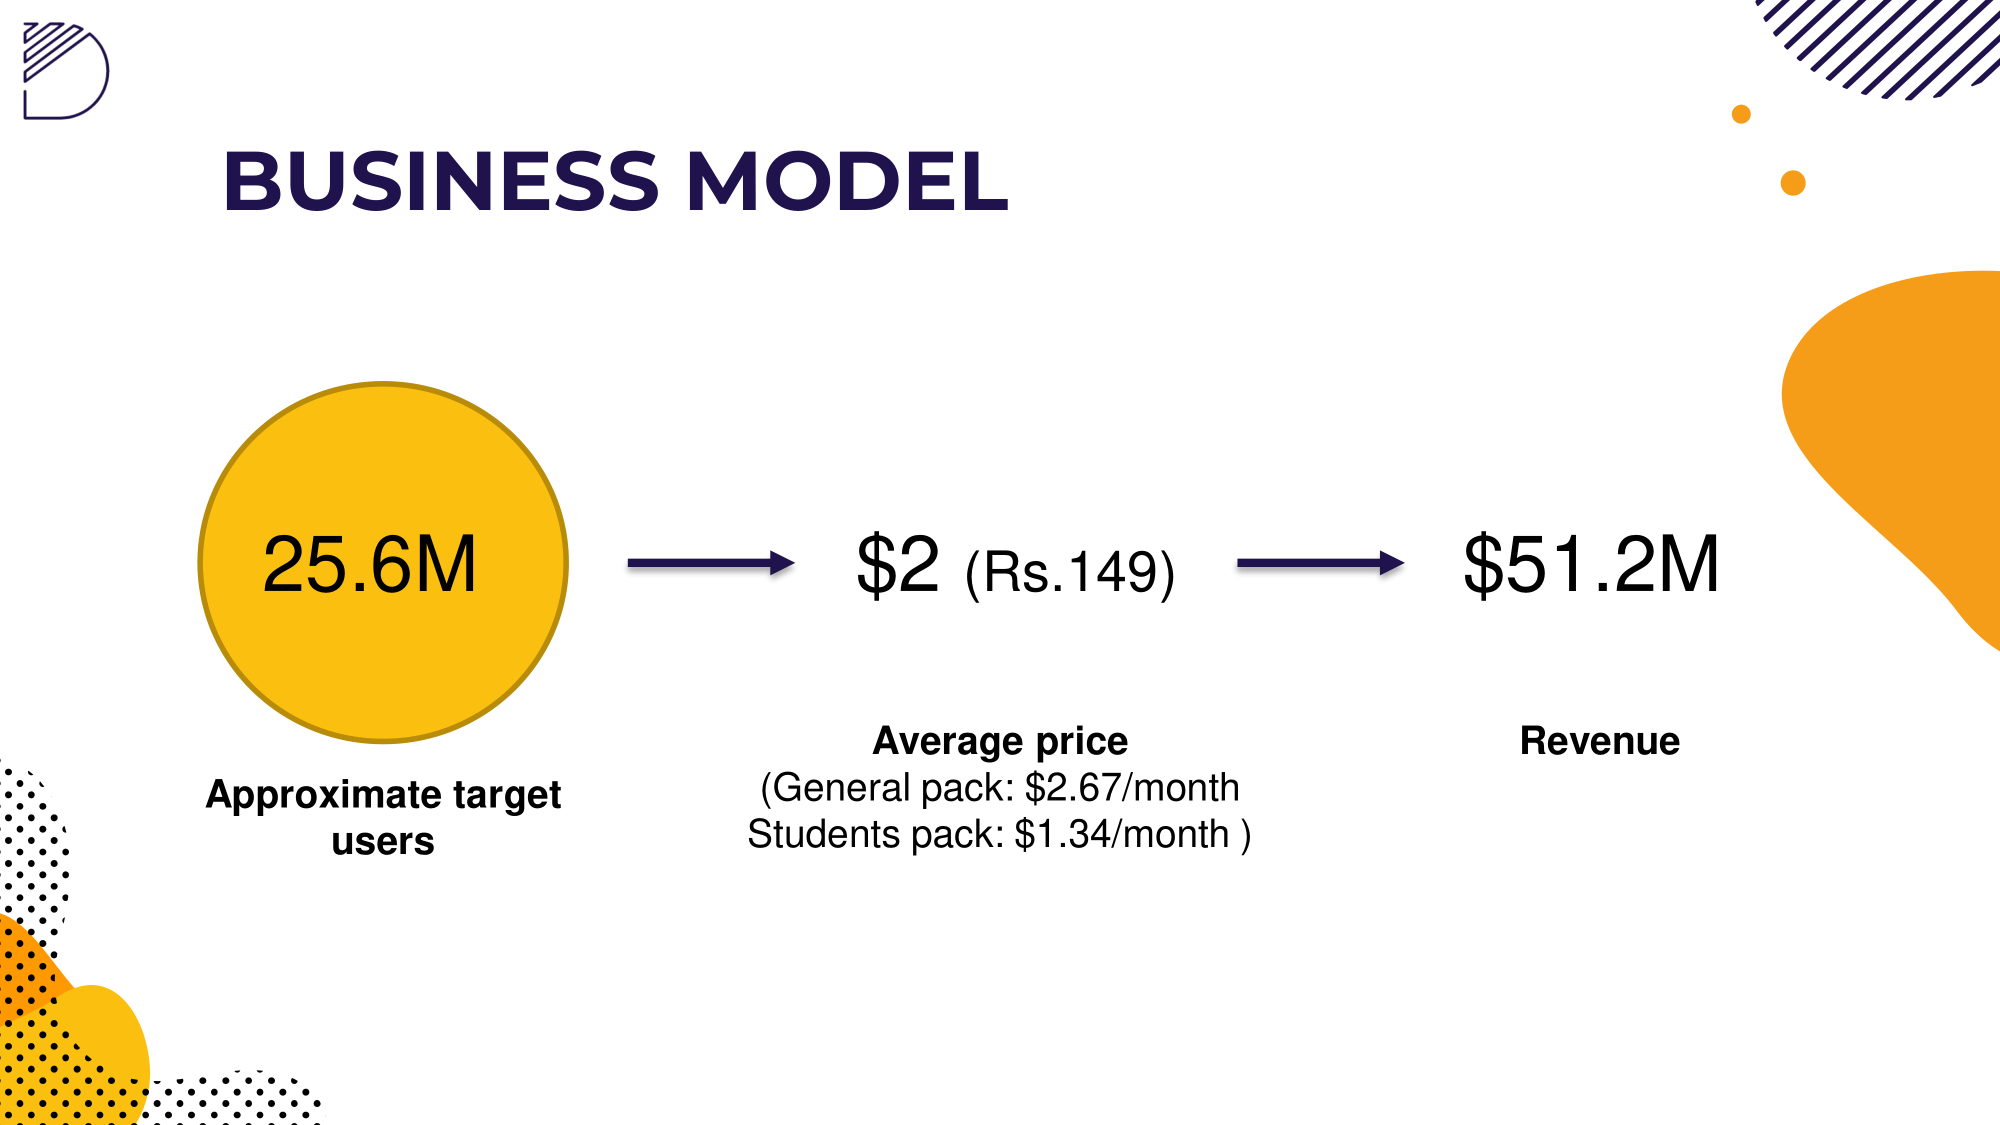 BUSINESS MODEL
25.6M
$2 (Rs.149)
$51.2M
Approximate target
users
Average price
(General pack: $2.67/month
Students pack: $1.34/month )
Revenue